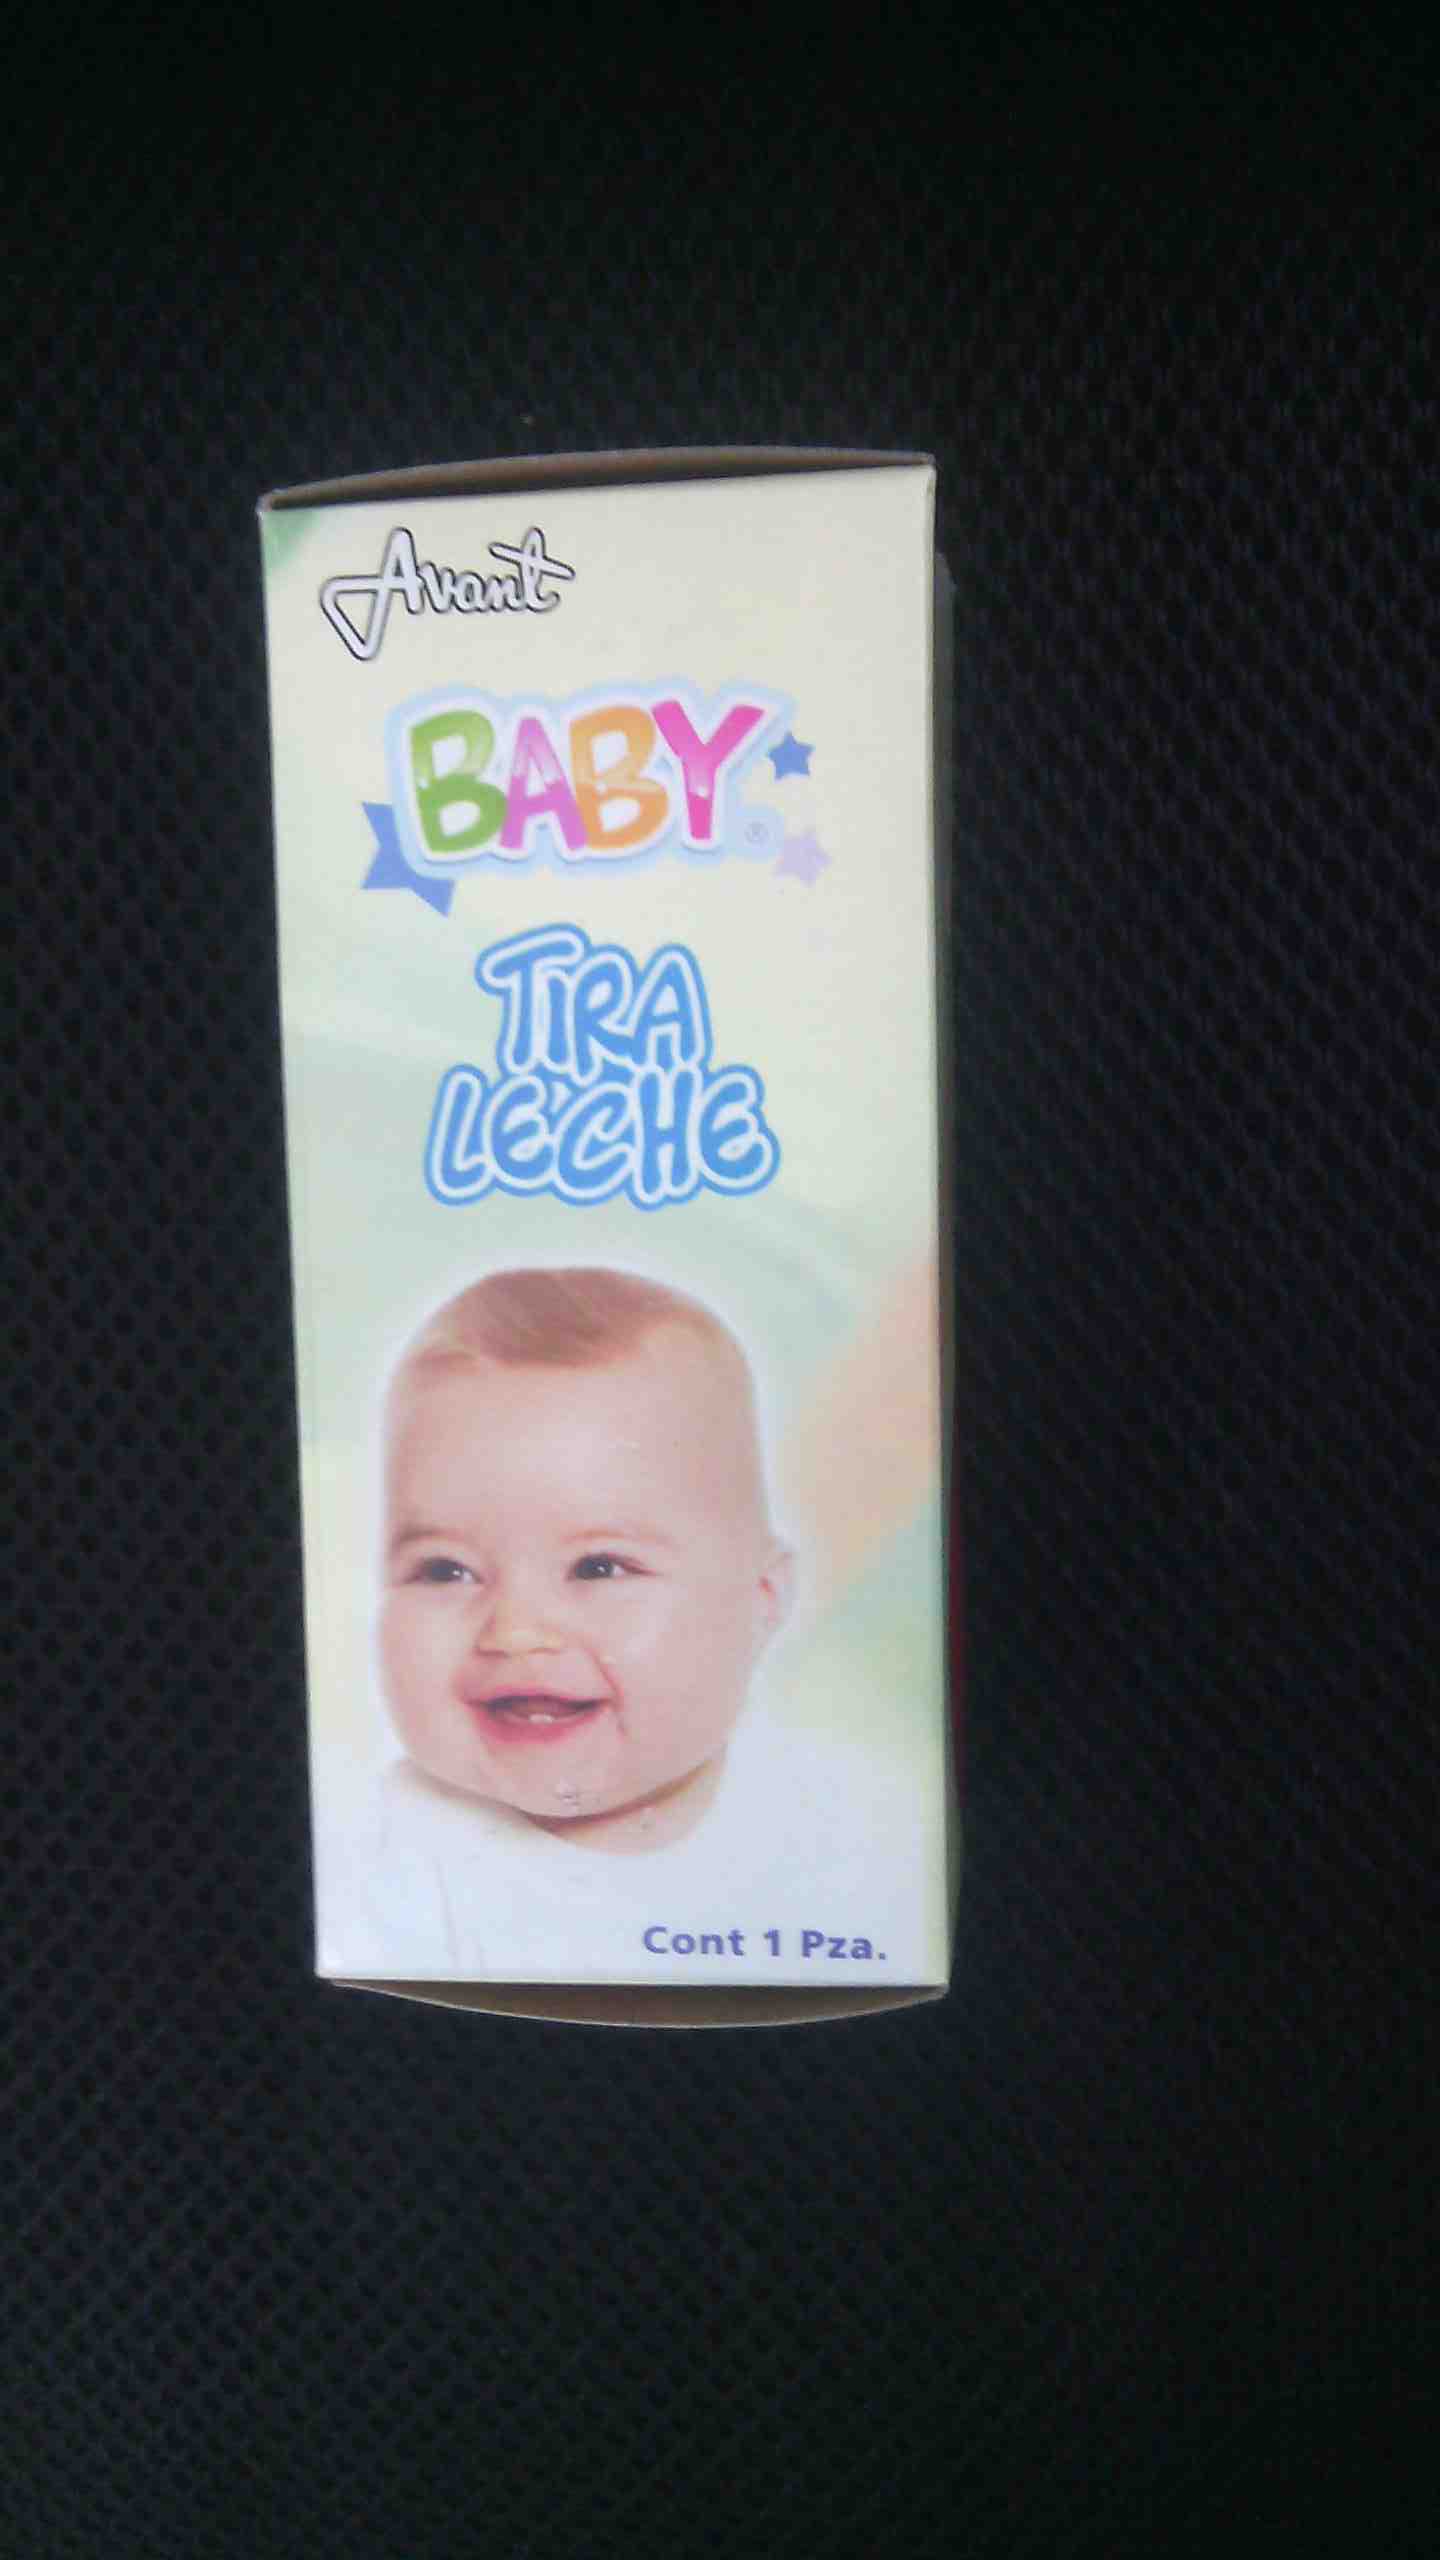 Avant
BABY
®
TIRA
LECHE
Cont 1 Pza.